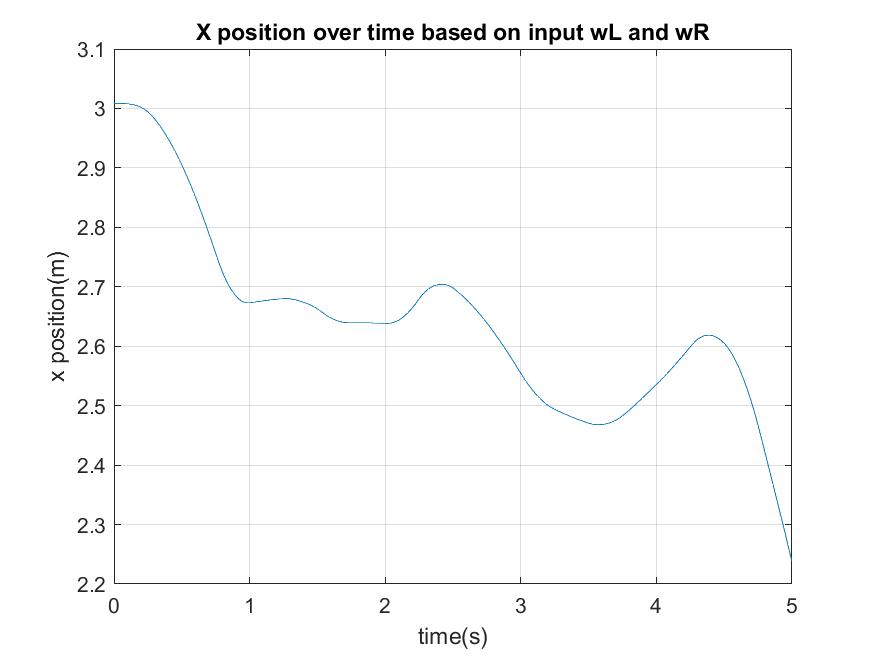 X position over time based on input wL and wR
3.1
3
2.9
2.8
2.7
2.6
2.5
2.4
2.3
2.2
x position(m)
0 1 2 3 4 5
time(s)